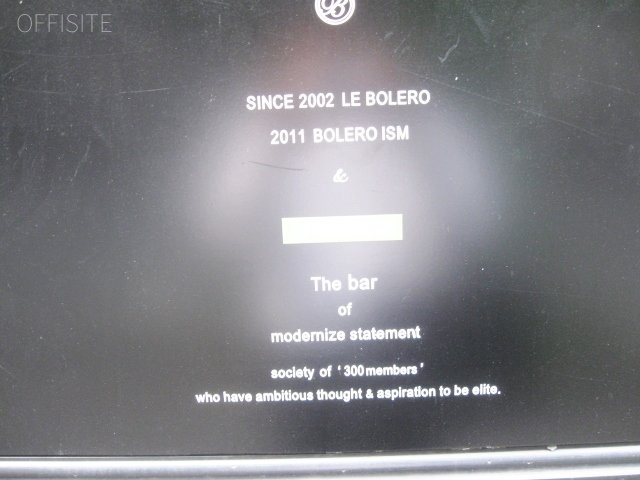 OFFISITE
B
SINCE 2002 LE BOLERO
2011 BOLERO ISM
&
The bar
of
modernize statement
society of ‘300members’
who have ambitious thought & aspiration to be elite.